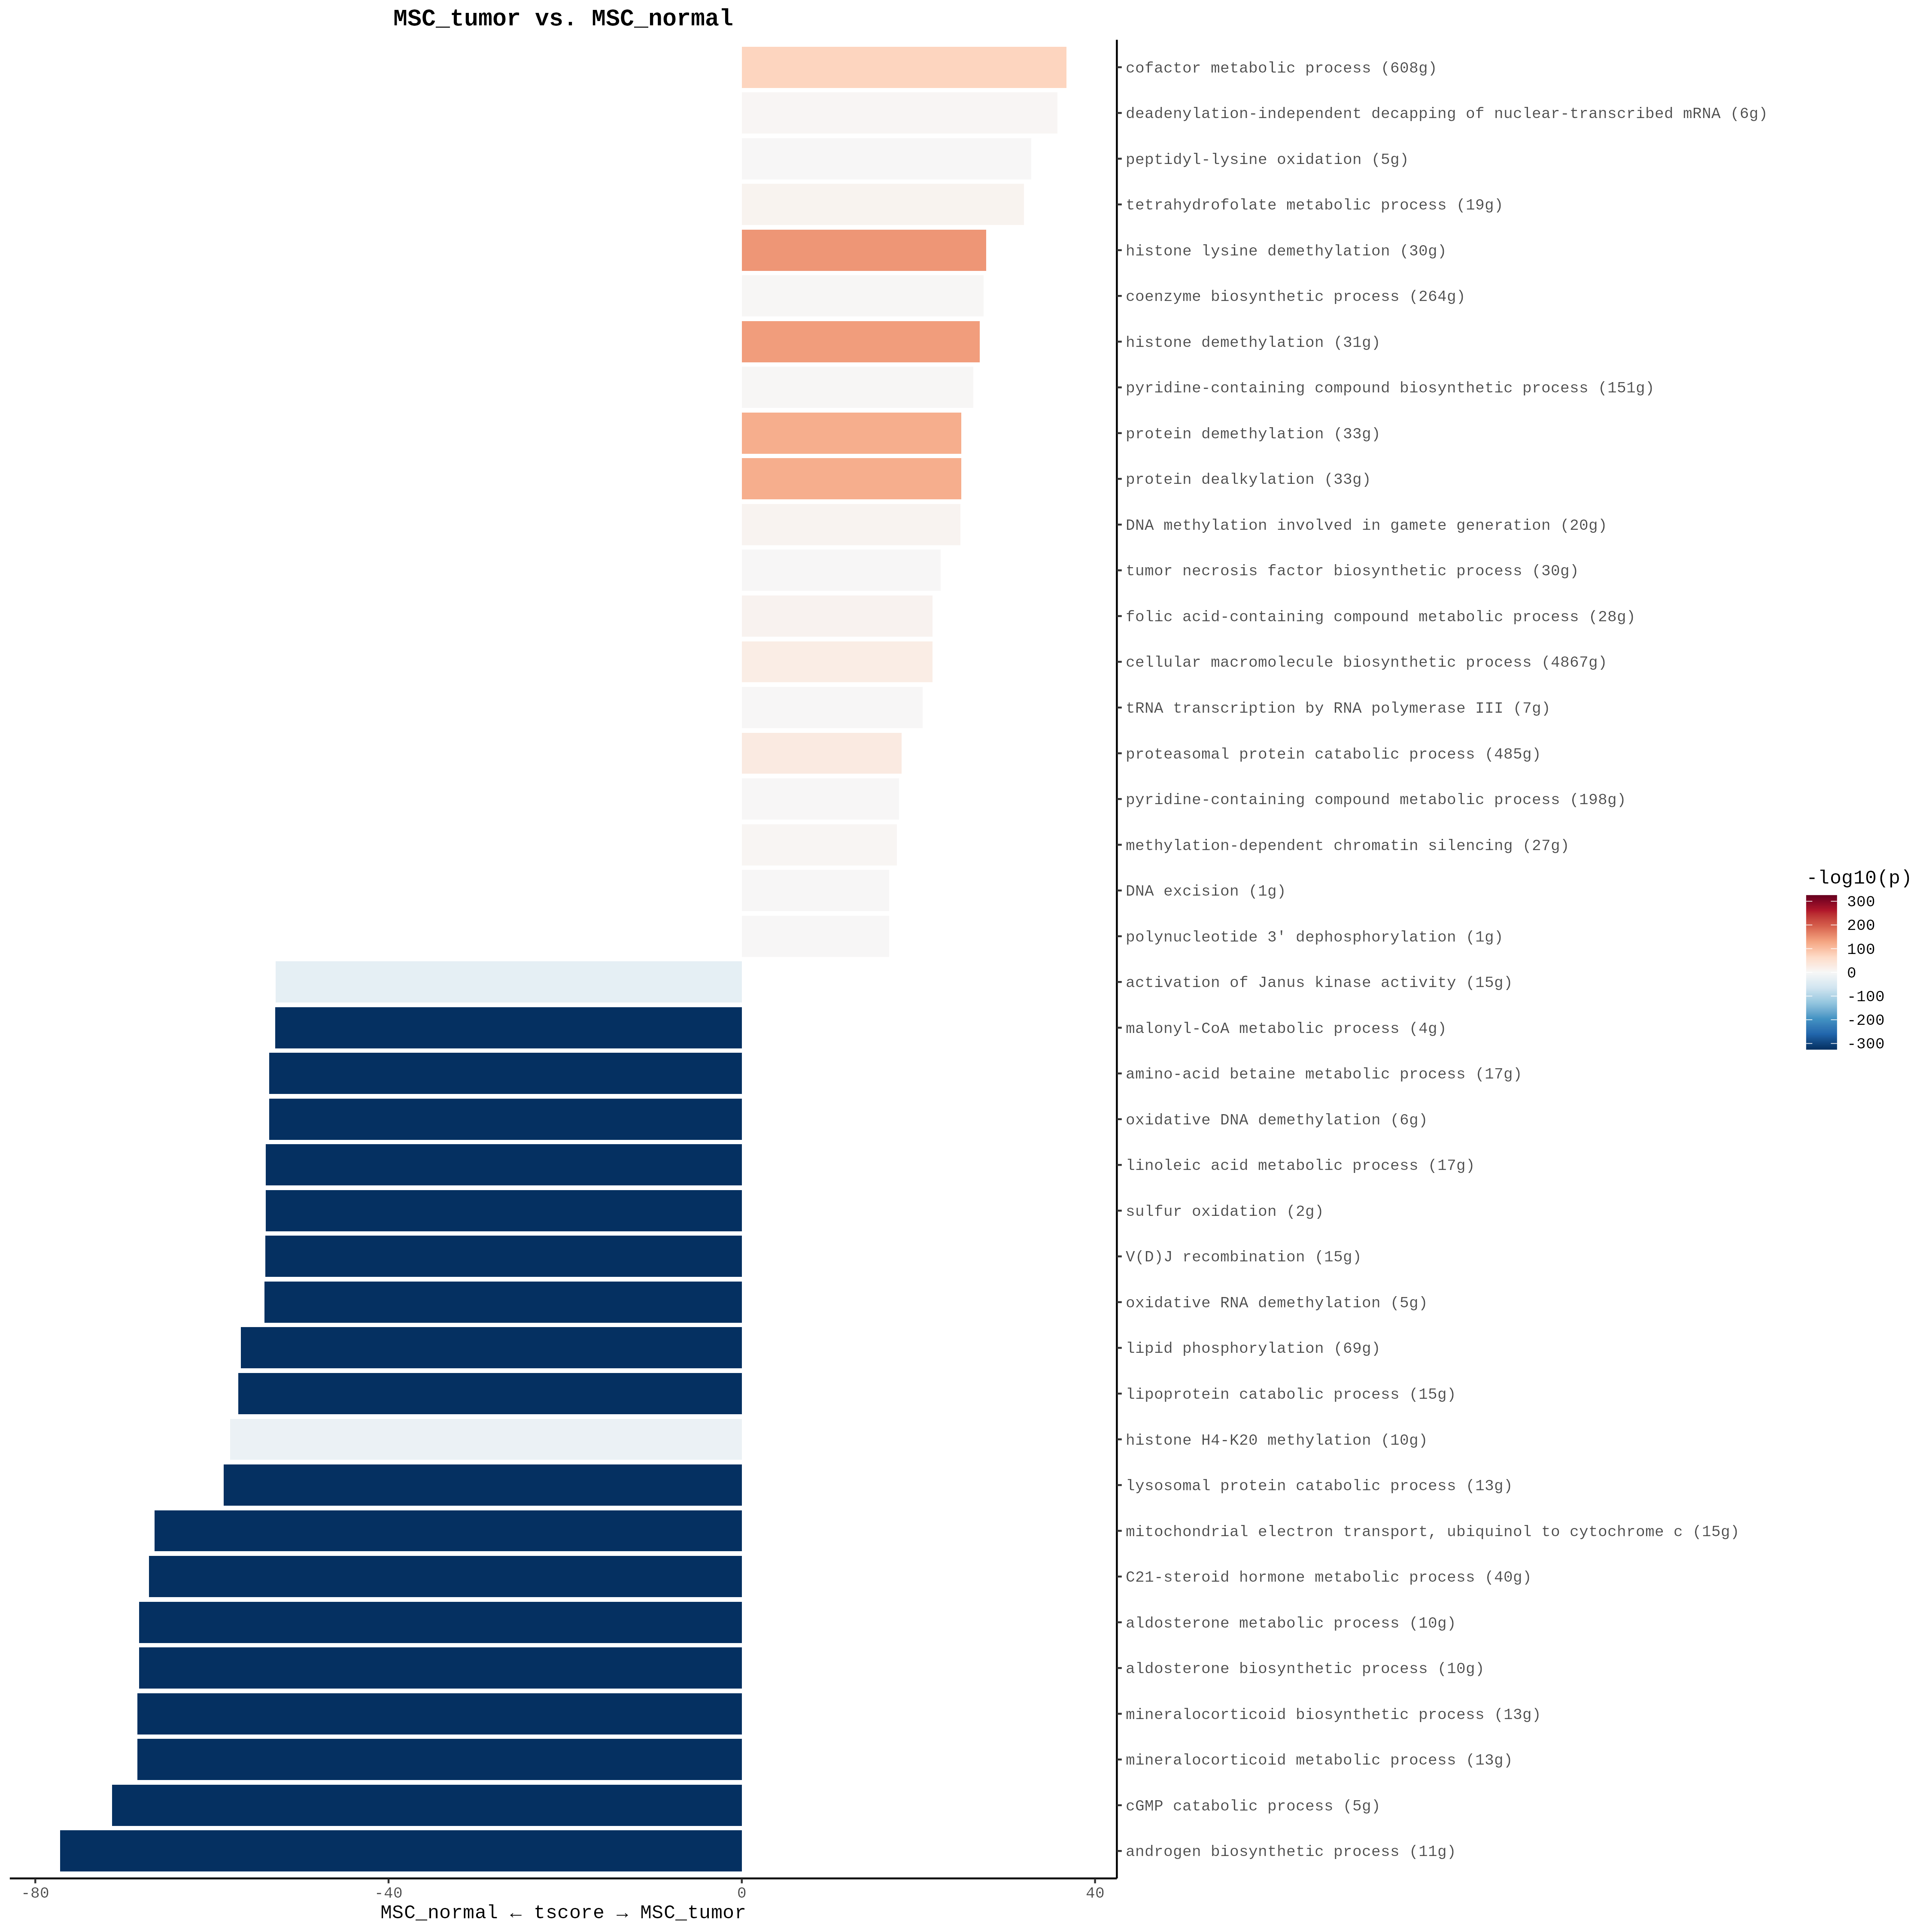 MSC_tumor vs. MSC_normal
cofactor metabolic process (608g)
deadenylation-independent decapping of nuclear-transcribed mRNA (6g)
peptidyl-lysine oxidation (5g)
tetrahydrofolate metabolic process (19g)
histone lysine demethylation (30g)
coenzyme biosynthetic process (264g)
histone demethylation (31g)
pyridine-containing compound biosynthetic process (151g)
protein demethylation (33g)
protein dealkylation (33g)
DNA methylation involved in gamete generation (20g)
tumor necrosis factor biosynthetic process (30g)
folic acid-containing compound metabolic process (28g)
cellular macromolecule biosynthetic process (4867g)
tRNA transcription by RNA polymerase III (7g)
proteasomal protein catabolic process (485g)
pyridine-containing compound metabolic process (198g)
methylation-dependent chromatin silencing (27g)
DNA excision (1g)
polynucleotide 3' dephosphorylation (1g)
activation of Janus kinase activity (15g)
malonyl-CoA metabolic process (4g)
amino-acid betaine metabolic process (17g)
oxidative DNA demethylation (6g)
linoleic acid metabolic process (17g)
sulfur oxidation (2g)
V(D)J recombination (15g)
oxidative RNA demethylation (5g)
lipid phosphorylation (69g)
lipoprotein catabolic process (15g)
histone H4-K20 methylation (10g)
lysosomal protein catabolic process (13g)
mitochondrial electron transport, ubiquinol to cytochrome c (15g)
C21-steroid hormone metabolic process (40g)
aldosterone metabolic process (10g)
aldosterone biosynthetic process (10g)
mineralocorticoid biosynthetic process (13g)
mineralocorticoid metabolic process (13g)
cGMP catabolic process (5g)
androgen biosynthetic process (11g)
-80 -40 0 40
MSC_normal ← tscore → MSC_tumor
-log10(p)
300
200
100
0
-100
-200
-300